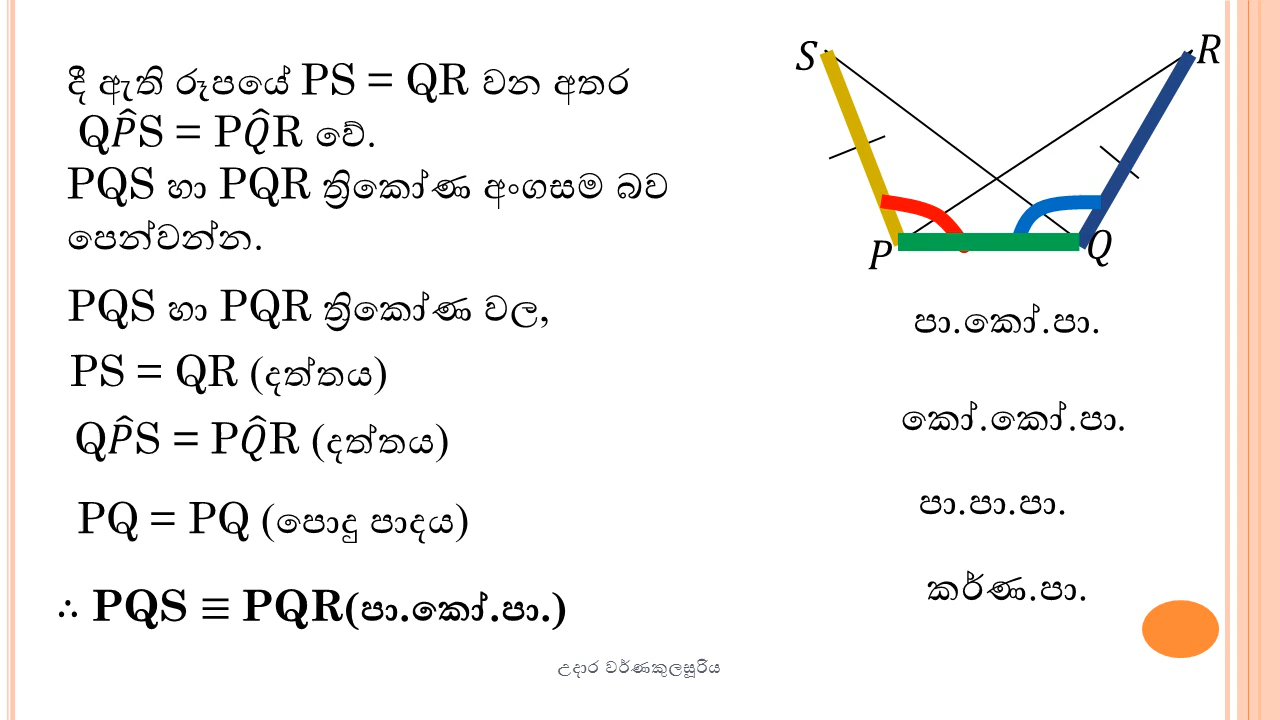 දී ඇති රූපයේ PS = QR වන අතර
QP̂S = PQ̂R වේ.
PQS හා PQR ත්‍රිකෝණ අංගසම බව
පෙන්වන්න.
PQS හා PQR ත්‍රිකෝණ වල,
PS = QR (දත්තය)
QP̂S = PQ̂R (දත්තය)
PQ = PQ (පොදු පාදය)
∴ PQS ≡ PQR(පා.කෝ.පා.)
S
R
P
Q
පා.කෝ.පා.
කෝ.කෝ.පා.
පා.පා.පා.
කර්ණ.පා.
උදාර වර්ණකුලසූරිය